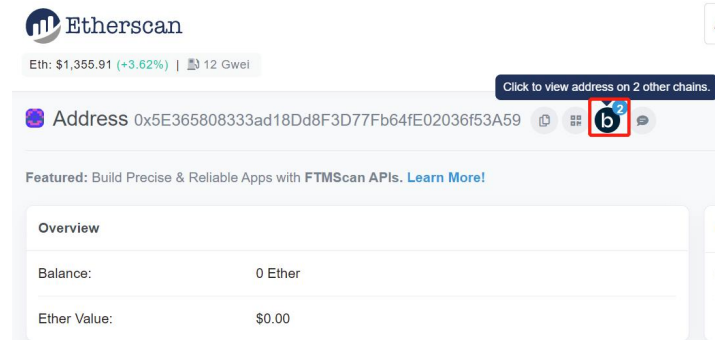 Etherscan
Eth: $1,355.91 (+3.62%) | 12 Gwei
Click to view address on 2 other chains.
Address 0x5E365808333ad18Dd8F3D77Fb64fE02036f53A59 b 2
Featured: Build Precise & Reliable Apps with FTMScan APIs. Learn More!
Overview
Balance: 0 Ether
Ether Value: $0.00